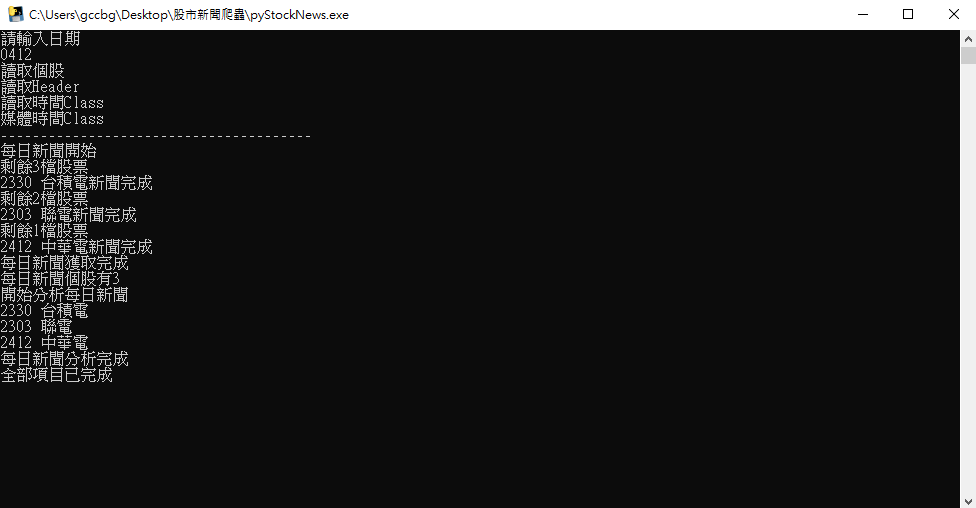 C:\Users\gccbg\Desktop\股市新聞爬蟲\pyStockNews.exe
請輸入日期
0412
讀取個股
讀取Header
讀取時間Class
媒體時間Class
---------------------------------------
每日新聞開始
剩餘3檔股票
2330 台積電新聞完成
剩餘2檔股票
2303 聯電新聞完成
剩餘1檔股票
2412 中華電新聞完成
每日新聞獲取完成
每日新聞個股有3
開始分析每日新聞
2330 台積電
2303 聯電
2412 中華電
每日新聞分析完成
全部項目已完成